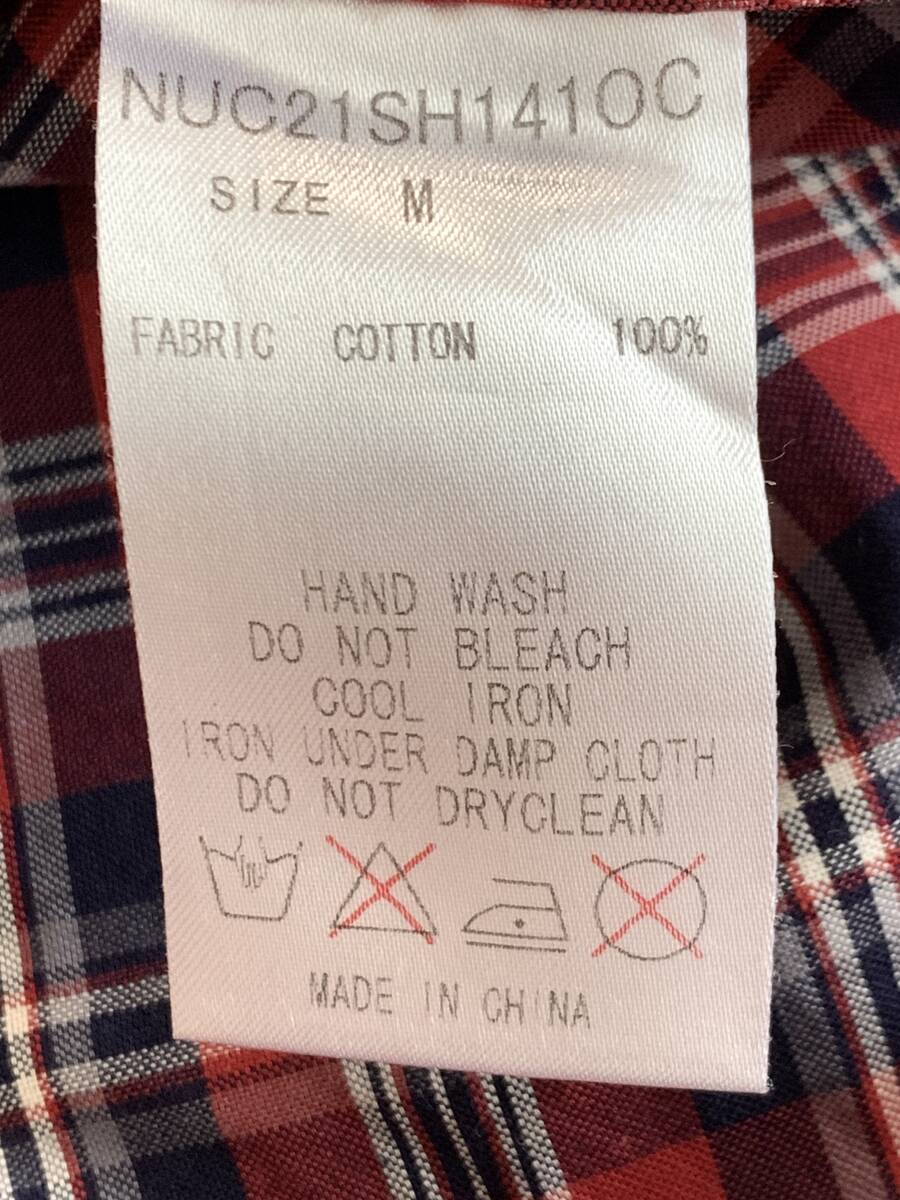 NUC21SH1410C
SIZE M
FABRIC COTTON 100%
HAND WASH
DO NOT BLEACH
COOL IRON
IRON UNDER DAMP CLOTH
DO NOT DRYCLEAN
MADE IN CHINA